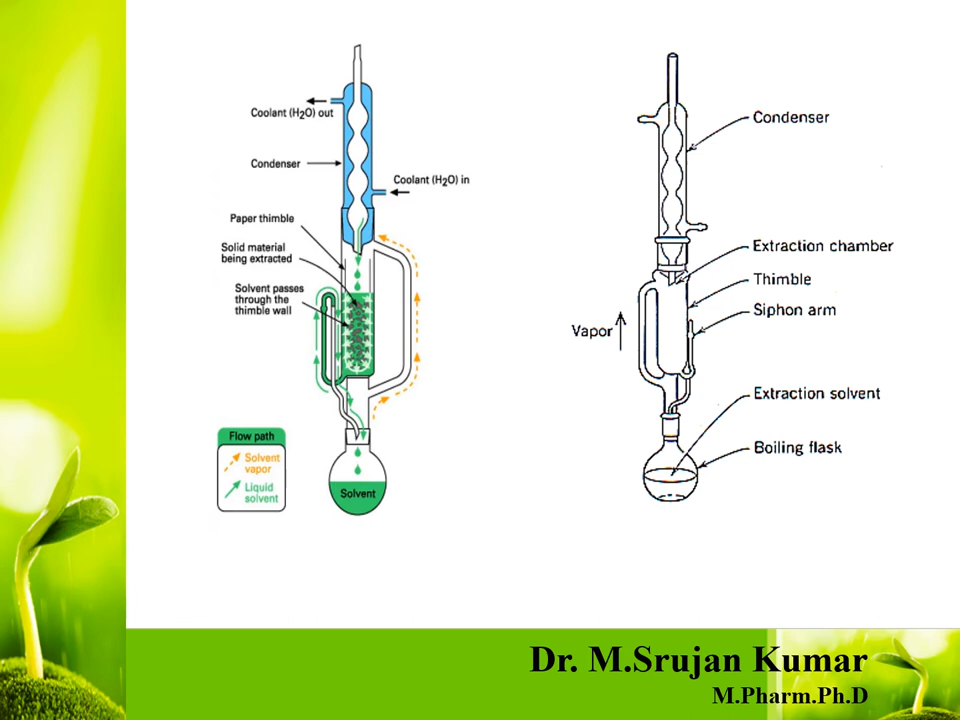 Coolant (H2O) out
Condenser
Coolant (H2O) in
Paper thimble
Solid material
being extracted
Solvent passes
through the
thimble wall
Flow path
Solvent
vapor
Liquid
solvent
Solvent
Condenser
Extraction chamber
Thimble
Siphon arm
Vapor
Extraction solvent
Boiling flask
Dr. M.Srujan Kumar
M.Pharm.Ph.D